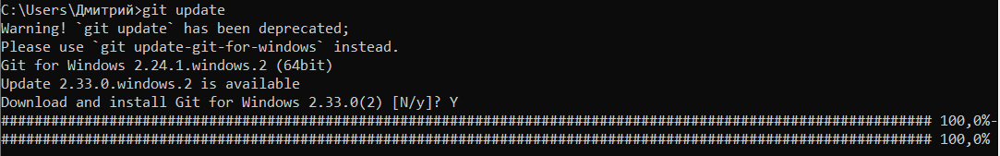 C:\Users\Дмитрий>git update
Warning! `git update` has been deprecated;
Please use `git update-git-for-windows` instead.
Git for Windows 2.24.1.windows.2 (64bit)
Update 2.33.0.windows.2 is available
Download and install Git for Windows 2.33.0(2) [N/y]? Y
################################################################################################################ 100,0%-
################################################################################################################ 100,0%